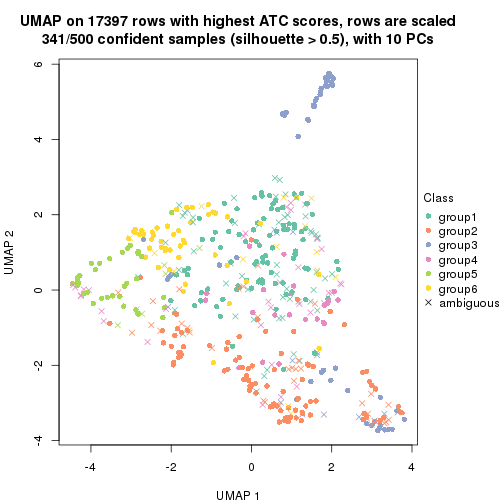 UMAP on 17397 rows with highest ATC scores, rows are scaled
341/500 confident samples (silhouette > 0.5), with 10 PCs
6
4
2
0
-2
-4
UMAP 2
-4
-2
0
2
4
UMAP 1
Class
group1
group2
group3
group4
group5
group6
ambiguous